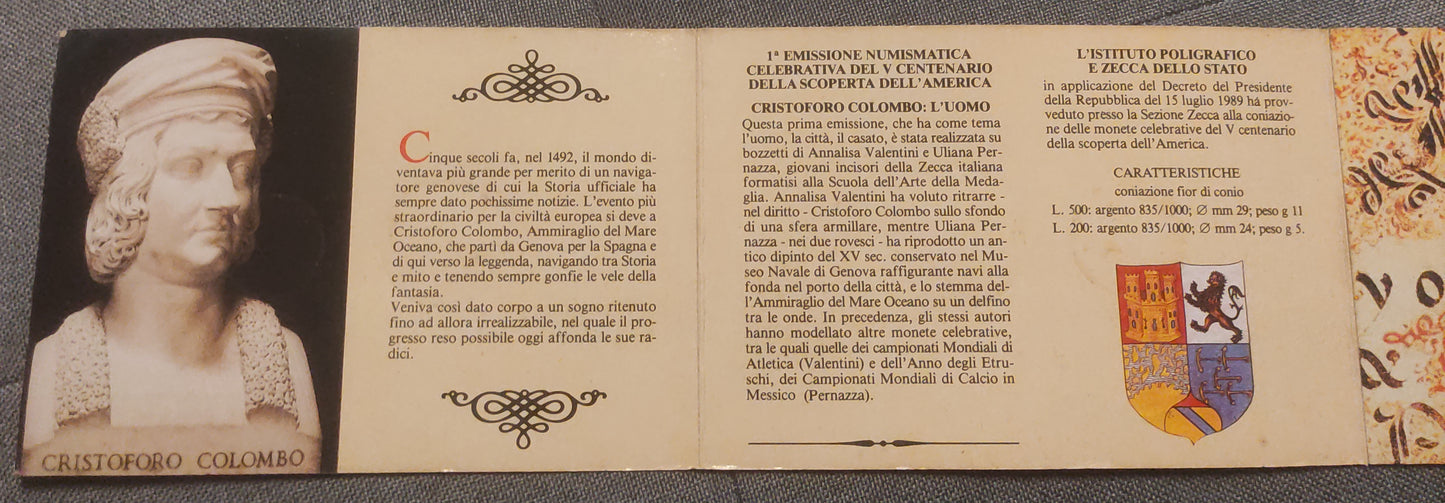 CRISTOFORO COLOMBO
Cinque secoli fa, nel 1492, il mondo di-
ventava più grande per merito di un naviga-
tore genovese di cui la Storia ufficiale ha
sempre dato pochissime notizie. L'evento più
straordinario per la civiltà europea si deve a
Cristoforo Colombo, Ammiraglio del Mare
Oceano, che partì da Genova per la Spagna e
di qui verso la leggenda, navigando tra Storia
e mito e tenendo sempre gonfie le vele della
fantasia.
Veniva così dato corpo a un sogno ritenuto
fino ad allora irrealizzabile, nel quale il pro-
gresso reso possibile oggi affonda le sue ra-
dici.
1ª EMISSIONE NUMISMATICA
CELEBRATIVA DEL V CENTENARIO
DELLA SCOPERTA DELL'AMERICA
CRISTOFORO COLOMBO: L'UOMO
Questa prima emissione, che ha come tema
l'uomo, la città, il casato, è stata realizzata su
bozzetti di Annalisa Valentini e Uliana Per-
nazza, giovani incisori della Zecca italiana
formatisi alla Scuola dell'Arte della Meda-
glia. Annalisa Valentini ha voluto ritrarre -
nel diritto - Cristoforo Colombo sullo sfondo
di una sfera armillare, mentre Uliana Per-
nazza - nei due rovesci - ha riprodotto un an-
tico dipinto del XV sec. conservato nel Mu-
seo Navale di Genova raffigurante navi alla
fonda nel porto della città, e lo stemma del-
l'Ammiraglio del Mare Oceano su un delfino
tra le onde. In precedenza, gli stessi autori
hanno modellato altre monete celebrative,
tra le quali quelle dei campionati Mondiali di
Atletica (Valentini) e dell'Anno degli Etru-
schi, dei Campionati Mondiali di Calcio in
Messico (Pernazza).
L'ISTITUTO POLIGRAFICO
E ZECCA DELLO STATO
in applicazione del Decreto del Presidente
della Repubblica del 15 luglio 1989 há prov-
veduto presso la Sezione Zecca alla coniazio-
ne delle monete celebrative del V centenario
della scoperta dell'America.
CARATTERISTICHE
coniazione fior di conio
L. 500: argento 835/1000; Ø mm 29; peso g 11
L. 200: argento 835/1000; Ø mm 24; peso g 5.